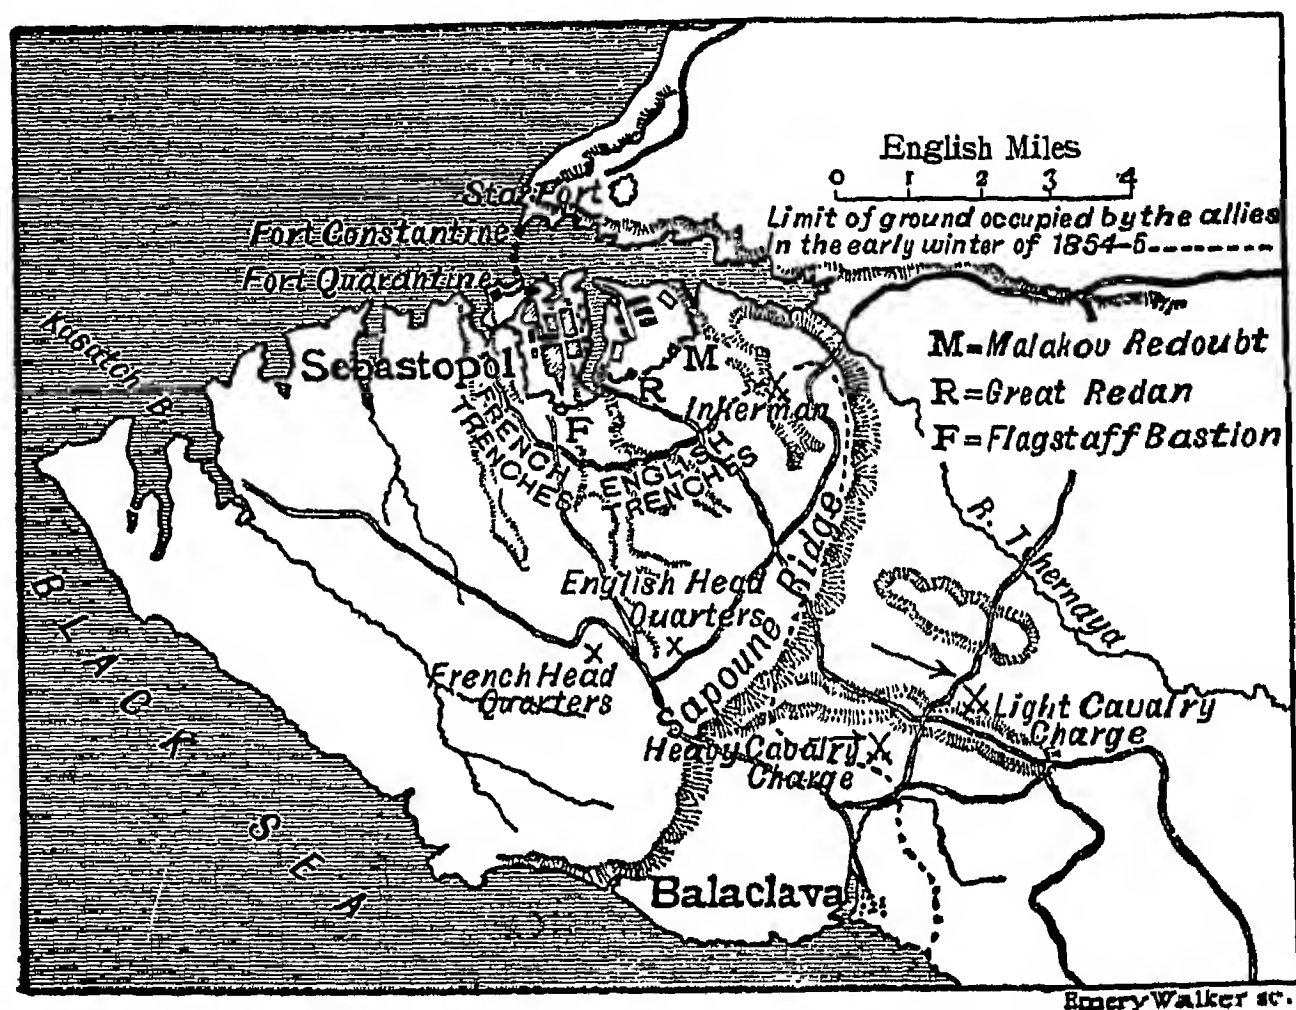 English Miles
0 1 2 3 4
Limit of ground occupied by the allies
in the early winter of 1854-5
Star Fort
Fort Constantine
Fort Quarantine
Kasatch B.
Sebastopol
M
R
F
Inkerman
M=Malakov Redoubt
R=Great Redan
F=Flagstaff Bastion
FRENCH
TRENCHES
FRENCH
TRENCHES
ENGLISH
TRENCHES
R. Tchernaya
Sapoune Ridge
English Head
Quarters
French Head
Quarters
Light Cavalry
Charge
Heavy Cavalry
Charge
BLACK SEA
Balaclava
Emery Walker sc.